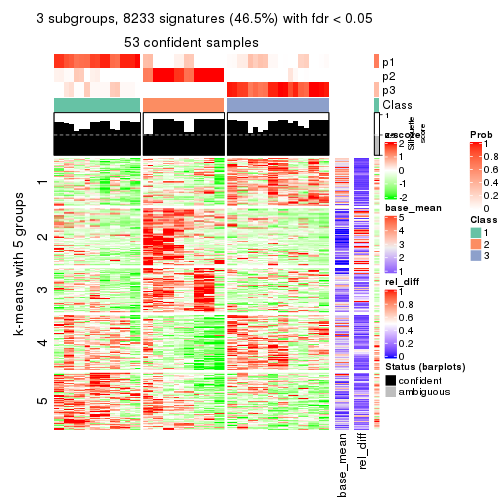 3 subgroups, 8233 signatures (46.5%) with fdr < 0.05
53 confident samples
p1
p2
p3
Class
1
Silhouette
score
z-score
2
1
0
-1
-2
base_mean
5
4
3
2
1
rel_diff
1
0.8
0.6
0.4
0.2
0
Status (barplots)
confident
ambiguous
Prob
1
0.8
0.6
0.4
0.2
0
Class
1
2
3
k-means with 5 groups
1
2
3
4
5
base_mean
rel_diff